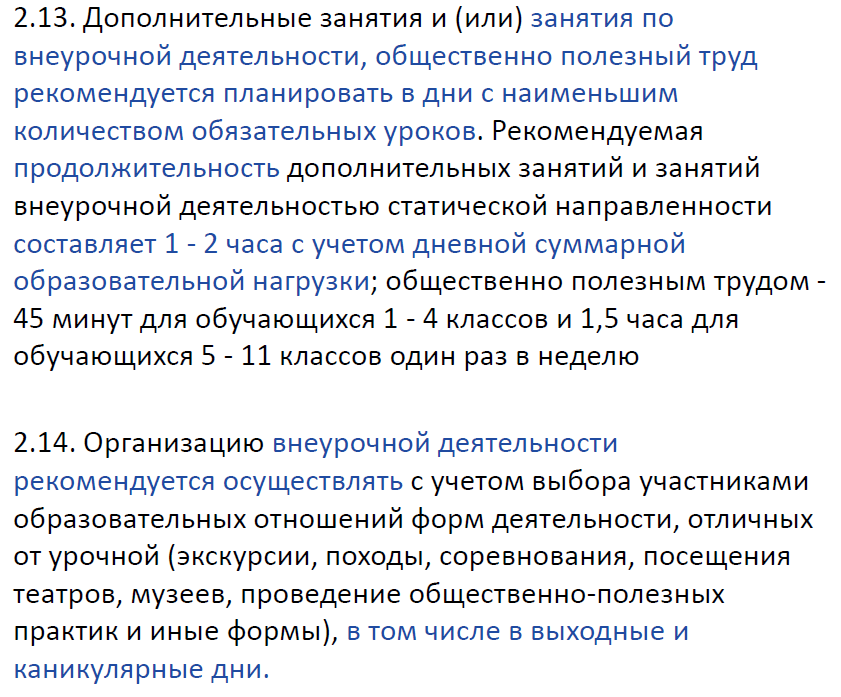 2.13. Дополнительные занятия и (или) занятия по
внеурочной деятельности, общественно полезный труд
рекомендуется планировать в дни с наименьшим
количеством обязательных уроков. Рекомендуемая
продолжительность дополнительных занятий и занятий
внеурочной деятельностью статической направленности
составляет 1 - 2 часа с учетом дневной суммарной
образовательной нагрузки; общественно полезным трудом -
45 минут для обучающихся 1 - 4 классов и 1,5 часа для
обучающихся 5 - 11 классов один раз в неделю
2.14. Организацию внеурочной деятельности
рекомендуется осуществлять с учетом выбора участниками
образовательных отношений форм деятельности, отличных
от урочной (экскурсии, походы, соревнования, посещения
театров, музеев, проведение общественно-полезных
практик и иные формы), в том числе в выходные и
каникулярные дни.